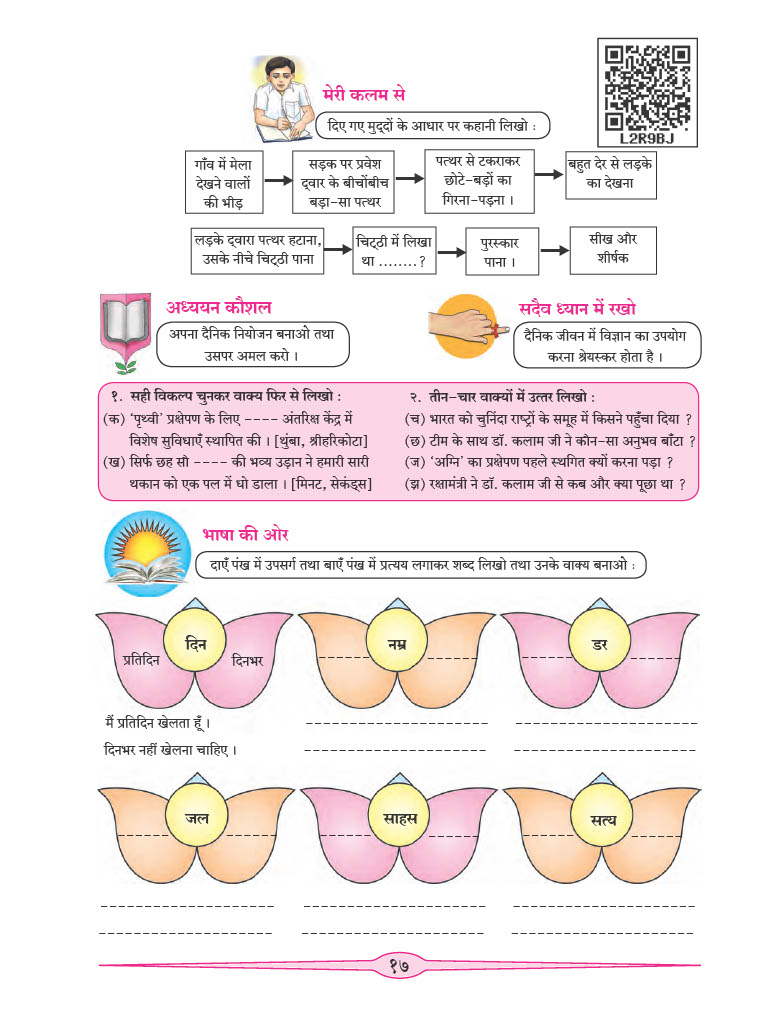 L2R9BJ
मेरी कलम से
दिए गए मुद्दों के आधार पर कहानी लिखो :
गाँव में मेला
देखने वालों
की भीड़
सड़क पर प्रवेश
द्वार के बीचोंबीच
बड़ा-सा पत्थर
पत्थर से टकराकर
छोटे-बड़ों का
गिरना-पड़ना ।
बहुत देर से लड़के
का देखना
लड़के द्वारा पत्थर हटाना,
उसके नीचे चिट्ठी पाना
चिट्ठी में लिखा
था ........?
पुरस्कार
पाना ।
सीख और
शीर्षक
अध्ययन कौशल
अपना दैनिक नियोजन बनाओ तथा
उसपर अमल करो ।
सदैव ध्यान में रखो
दैनिक जीवन में विज्ञान का उपयोग
करना श्रेयस्कर होता है ।
१. सही विकल्प चुनकर वाक्य फिर से लिखो :
(क) ‘पृथ्वी’ प्रक्षेपण के लिए ---- अंतरिक्ष केंद्र में
विशेष सुविधाएँ स्थापित की । [थुंबा, श्रीहरिकोटा]
(ख) सिर्फ छह सौ ---- की भव्य उड़ान ने हमारी सारी
थकान को एक पल में धो डाला । [मिनट, सेकंड्स]
२. तीन-चार वाक्यों में उत्तर लिखो :
(च) भारत को चुनिंदा राष्ट्रों के समूह में किसने पहुँचा दिया ?
(छ) टीम के साथ डॉ. कलाम जी ने कौन-सा अनुभव बाँटा ?
(ज) ‘अग्नि’ का प्रक्षेपण पहले स्थगित क्यों करना पड़ा ?
(झ) रक्षामंत्री ने डॉ. कलाम जी से कब और क्या पूछा था ?
भाषा की ओर
दाएँ पंख में उपसर्ग तथा बाएँ पंख में प्रत्यय लगाकर शब्द लिखो तथा उनके वाक्य बनाओ :
दिन
प्रतिदिन
दिनभर
नम्र
डर
मैं प्रतिदिन खेलता हूँ ।
दिनभर नहीं खेलना चाहिए ।
जल
साहस
सत्य
१७